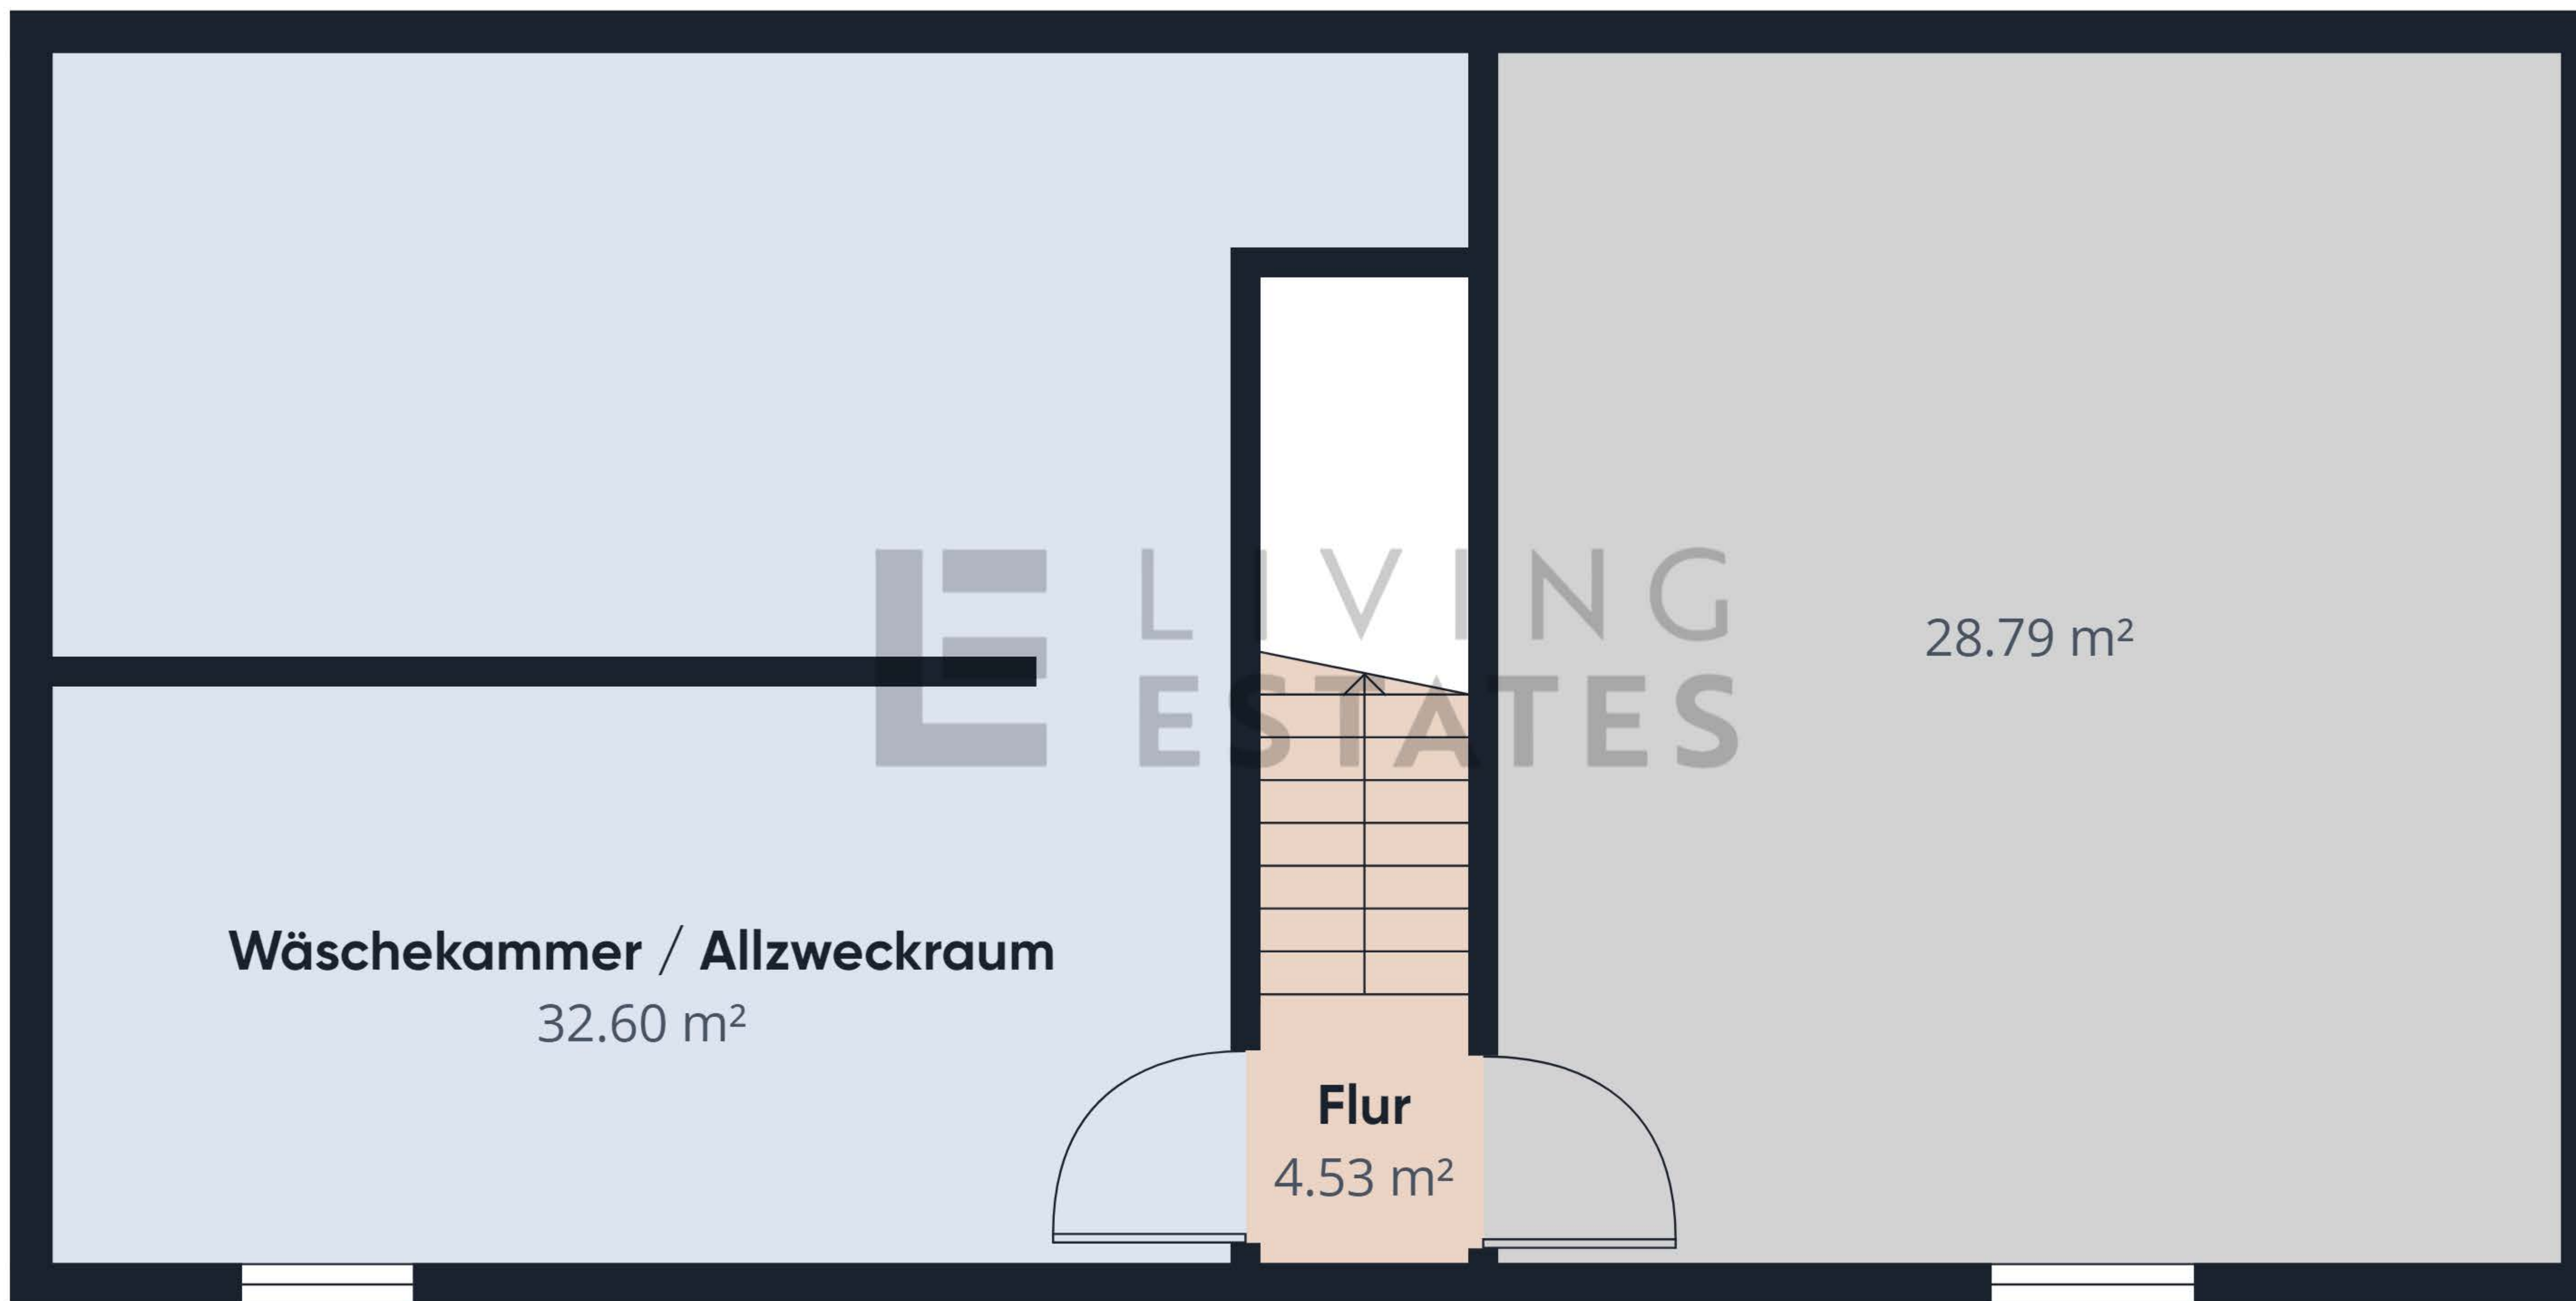 LIVING
ESTATES
28.79 m²
Wäschekammer / Allzweckraum
32.60 m²
Flur
4.53 m²